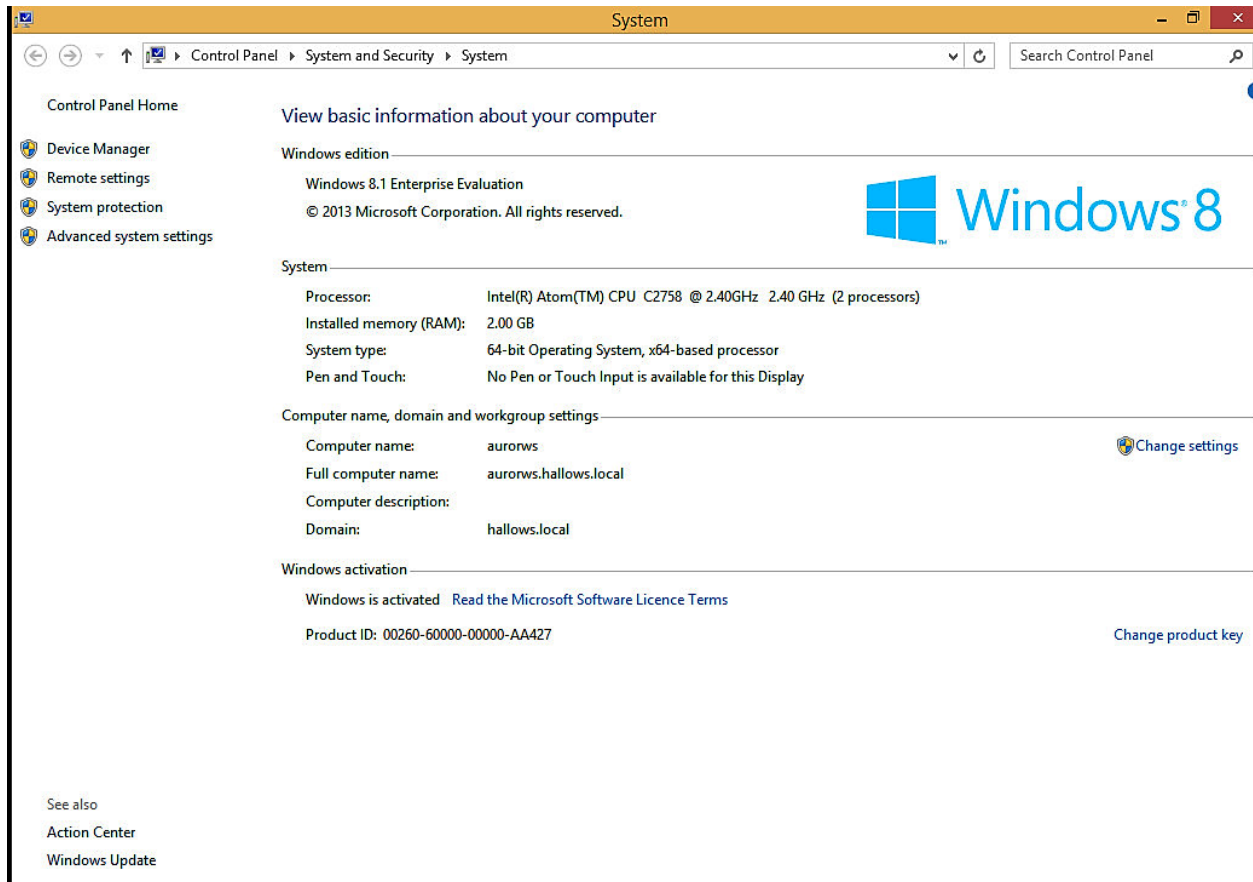 System
Control Panel System and Security System
Search Control Panel
Control Panel Home
Device Manager
Remote settings
System protection
Advanced system settings
See also
Action Center
Windows Update
View basic information about your computer
Windows edition
Windows 8.1 Enterprise Evaluation
© 2013 Microsoft Corporation. All rights reserved.
Windows® 8
TM
System
Processor: Intel(R) Atom(TM) CPU C2758 @ 2.40GHz 2.40 GHz (2 processors)
Installed memory (RAM): 2.00 GB
System type: 64-bit Operating System, x64-based processor
Pen and Touch: No Pen or Touch Input is available for this Display
Computer name, domain and workgroup settings
Computer name: aurorws
Change settings
Full computer name: aurorws.hallows.local
Computer description:
Domain: hallows.local
Windows activation
Windows is activated Read the Microsoft Software Licence Terms
Product ID: 00260-60000-00000-AA427
Change product key